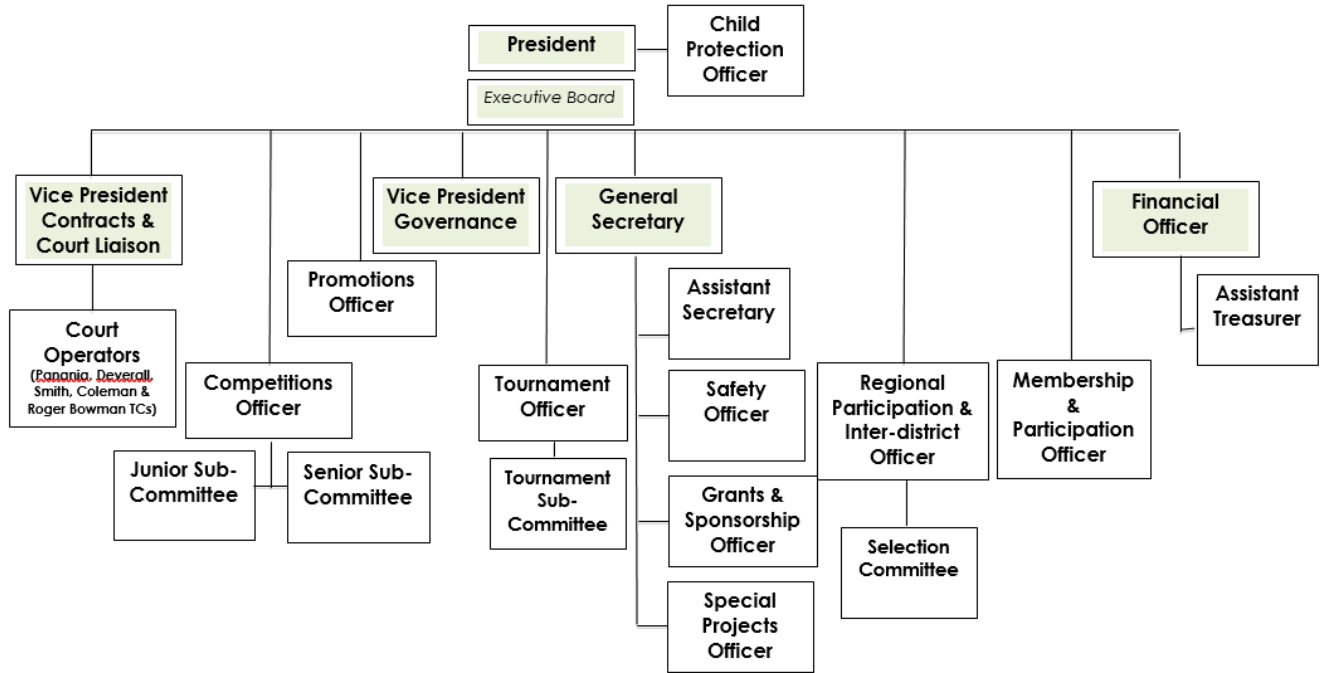 President
Child
Protection
Officer
Executive Board
Vice President
Contracts &
Court Liaison
Vice President
Governance
General
Secretary
Financial
Officer
Promotions
Officer
Assistant
Secretary
Assistant
Treasurer
Court
Operators
(Panania, Deverall,
Smith, Coleman &
Roger Bowman TCs)
Competitions
Officer
Tournament
Officer
Safety
Officer
Regional
Participation &
Inter-district
Officer
Membership
&
Participation
Officer
Junior Sub-
Committee
Senior Sub-
Committee
Tournament
Sub-
Committee
Grants &
Sponsorship
Officer
Selection
Committee
Special
Projects
Officer